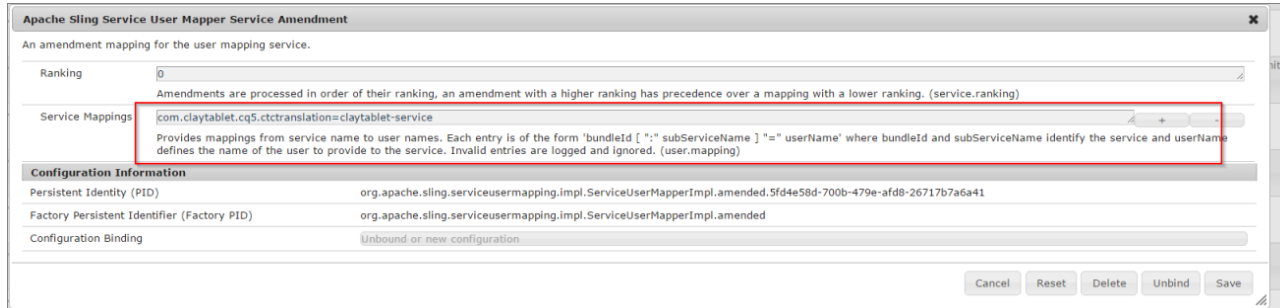 Apache Sling Service User Mapper Service Amendment
An amendment mapping for the user mapping service.
Ranking
0
Amendments are processed in order of their ranking, an amendment with a higher ranking has precedence over a mapping with a lower ranking. (service.ranking)
Service Mappings
com.claytablet.cq5.ctctranslation=claytablet-service
+ -
Provides mappings from service name to user names. Each entry is of the form 'bundleId [ ":" subServiceName ] "=" userName' where bundleId and subServiceName identify the service and userName
defines the name of the user to provide to the service. Invalid entries are logged and ignored. (user.mapping)
Configuration Information
Persistent Identity (PID) org.apache.sling.serviceusermapping.impl.ServiceUserMapperImpl.amended.5fd4e58d-700b-479e-afd8-26717b7a6a41
Factory Persistent Identifier (Factory PID) org.apache.sling.serviceusermapping.impl.ServiceUserMapperImpl.amended
Configuration Binding Unbound or new configuration
Cancel Reset Delete Unbind Save